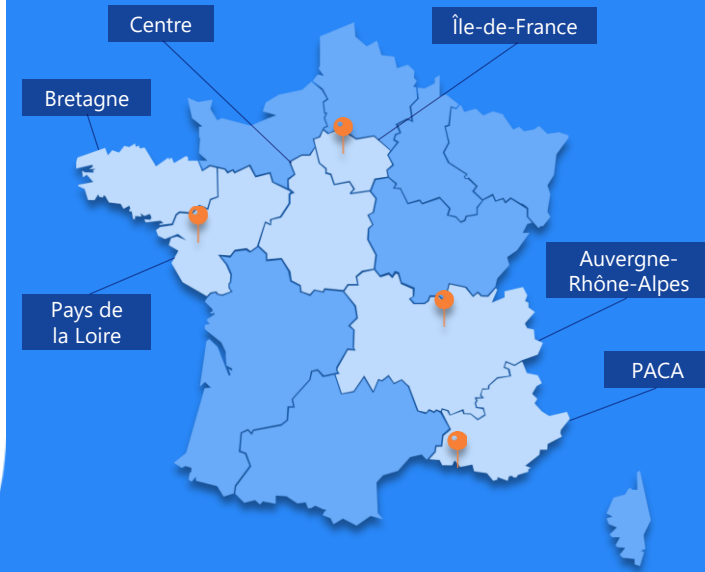 Centre
Île-de-France
Bretagne
Auvergne-
Rhône-Alpes
Pays de
la Loire
PACA